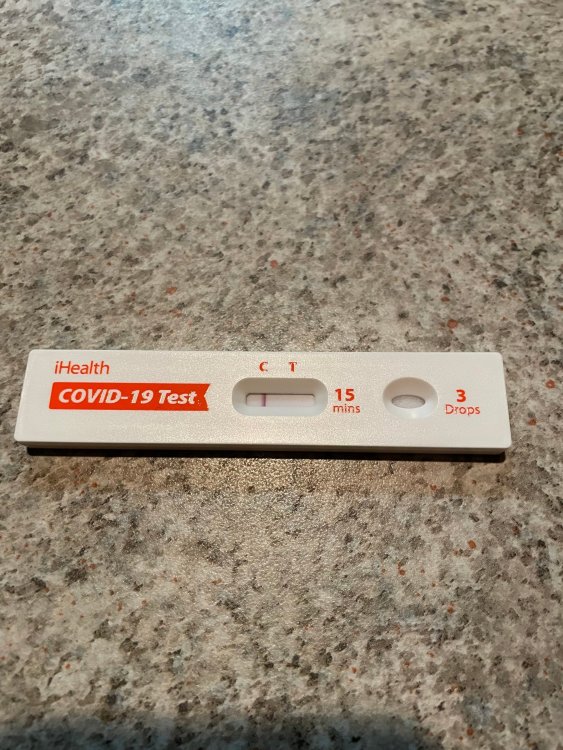 iHealth
COVID-19 Test
C T
15
mins
3
Drops